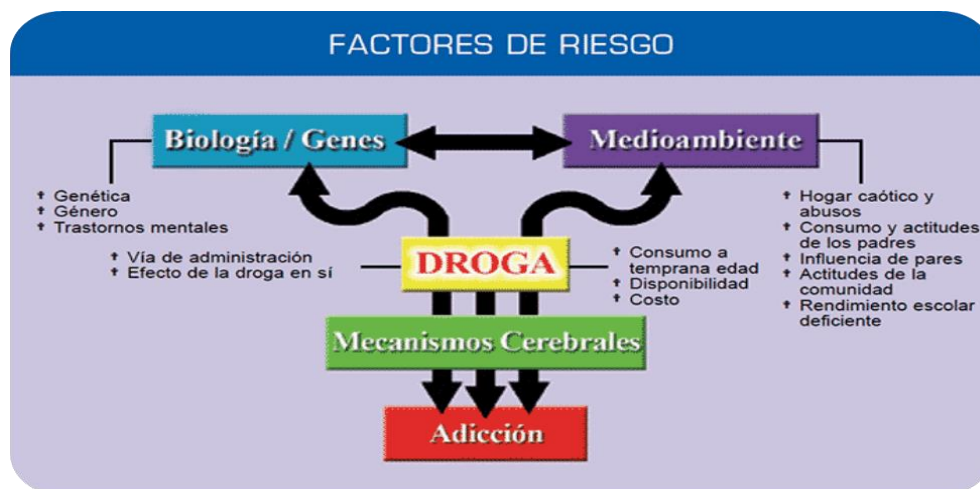 FACTORES DE RIESGO
Biología / Genes
Medioambiente
✝ Genética
✝ Género
✝ Trastornos mentales
✝ Hogar caótico y
abusos
✝ Consumo y actitudes
de los padres
✝ Influencia de pares
✝ Actitudes de la
comunidad
✝ Rendimiento escolar
deficiente
✝ Vía de administración
✝ Efecto de la droga en sí
DROGA
✝ Consumo a
temprana edad
✝ Disponibilidad
✝ Costo
Mecanismos Cerebrales
Adicción